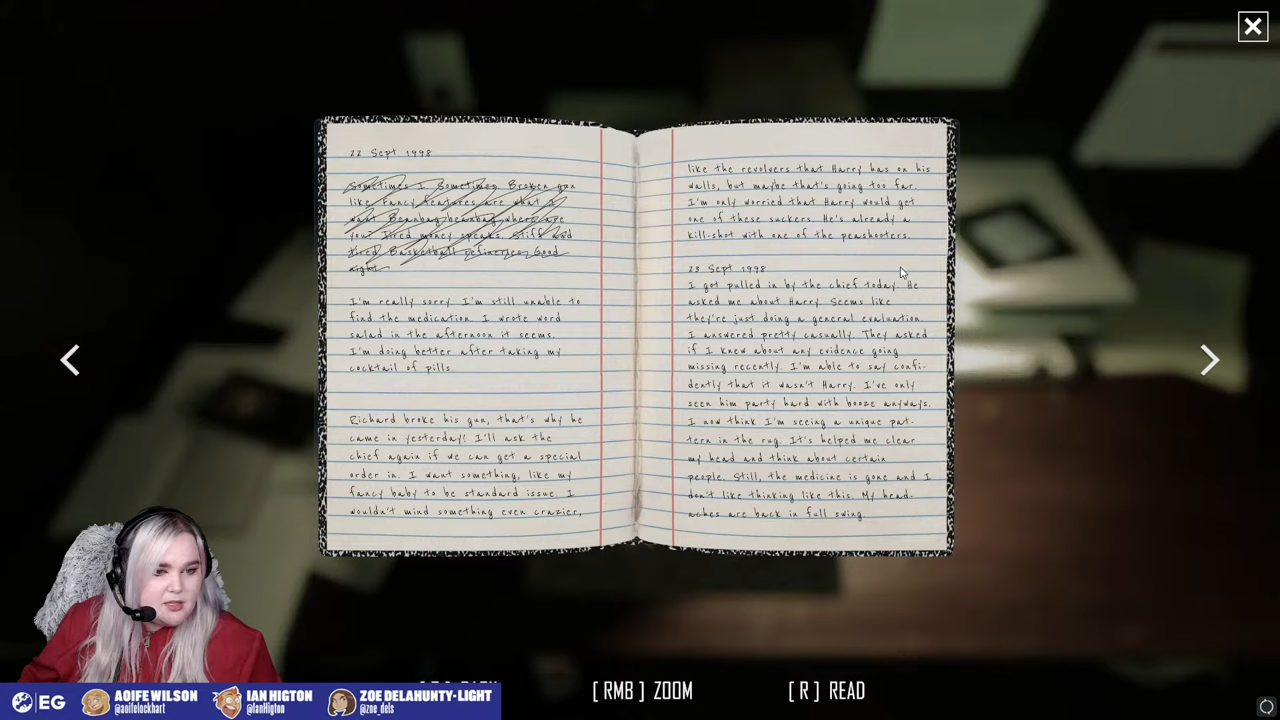 22 Sept 1998
Sometimes I Sometimes Broken gun
like Fancy features are what I
want Beanbag beanbag where are
you Tired money speaks. Stiff and
tired Basketball refineries Good
night
I'm really sorry. I'm still unable to
find the medication. I wrote word
salad in the afternoon it seems.
I'm doing better after taking my
cocktail of pills.
Richard broke his gun, that's why he
came in yesterday! I'll ask the
chief again if we can get a special
order in. I want something, like my
fancy baby to be standard issue. I
wouldn't mind something even crazier,
like the revolvers that Harry has on his
walls, but maybe that's going too far.
I'm only worried that Harry would get
one of these suckers. He's already a
kill-shot with one of the peashooters.
23 Sept 1998
I got pulled in by the chief today. He
asked me about Harry. Seems like
they're just doing a general evaluation.
I answered pretty casually. They asked
if I knew about any evidence going
missing recently. I'm able to say confi-
dently that it wasn't Harry. I've only
seen him party hard with booze anyways.
I now think I'm seeing a unique pat-
tern in the rug. It's helped me clear
my head and think about certain
people. Still, the medicine is gone and I
don't like thinking like this. My head-
aches are back in full swing.
[ RMB ] ZOOM
[ R ] READ
EG
AOIFE WILSON
@aoifelockhart
IAN HIGTON
@IanHigton
ZOE DELAHUNTY-LIGHT
@zoe_dels